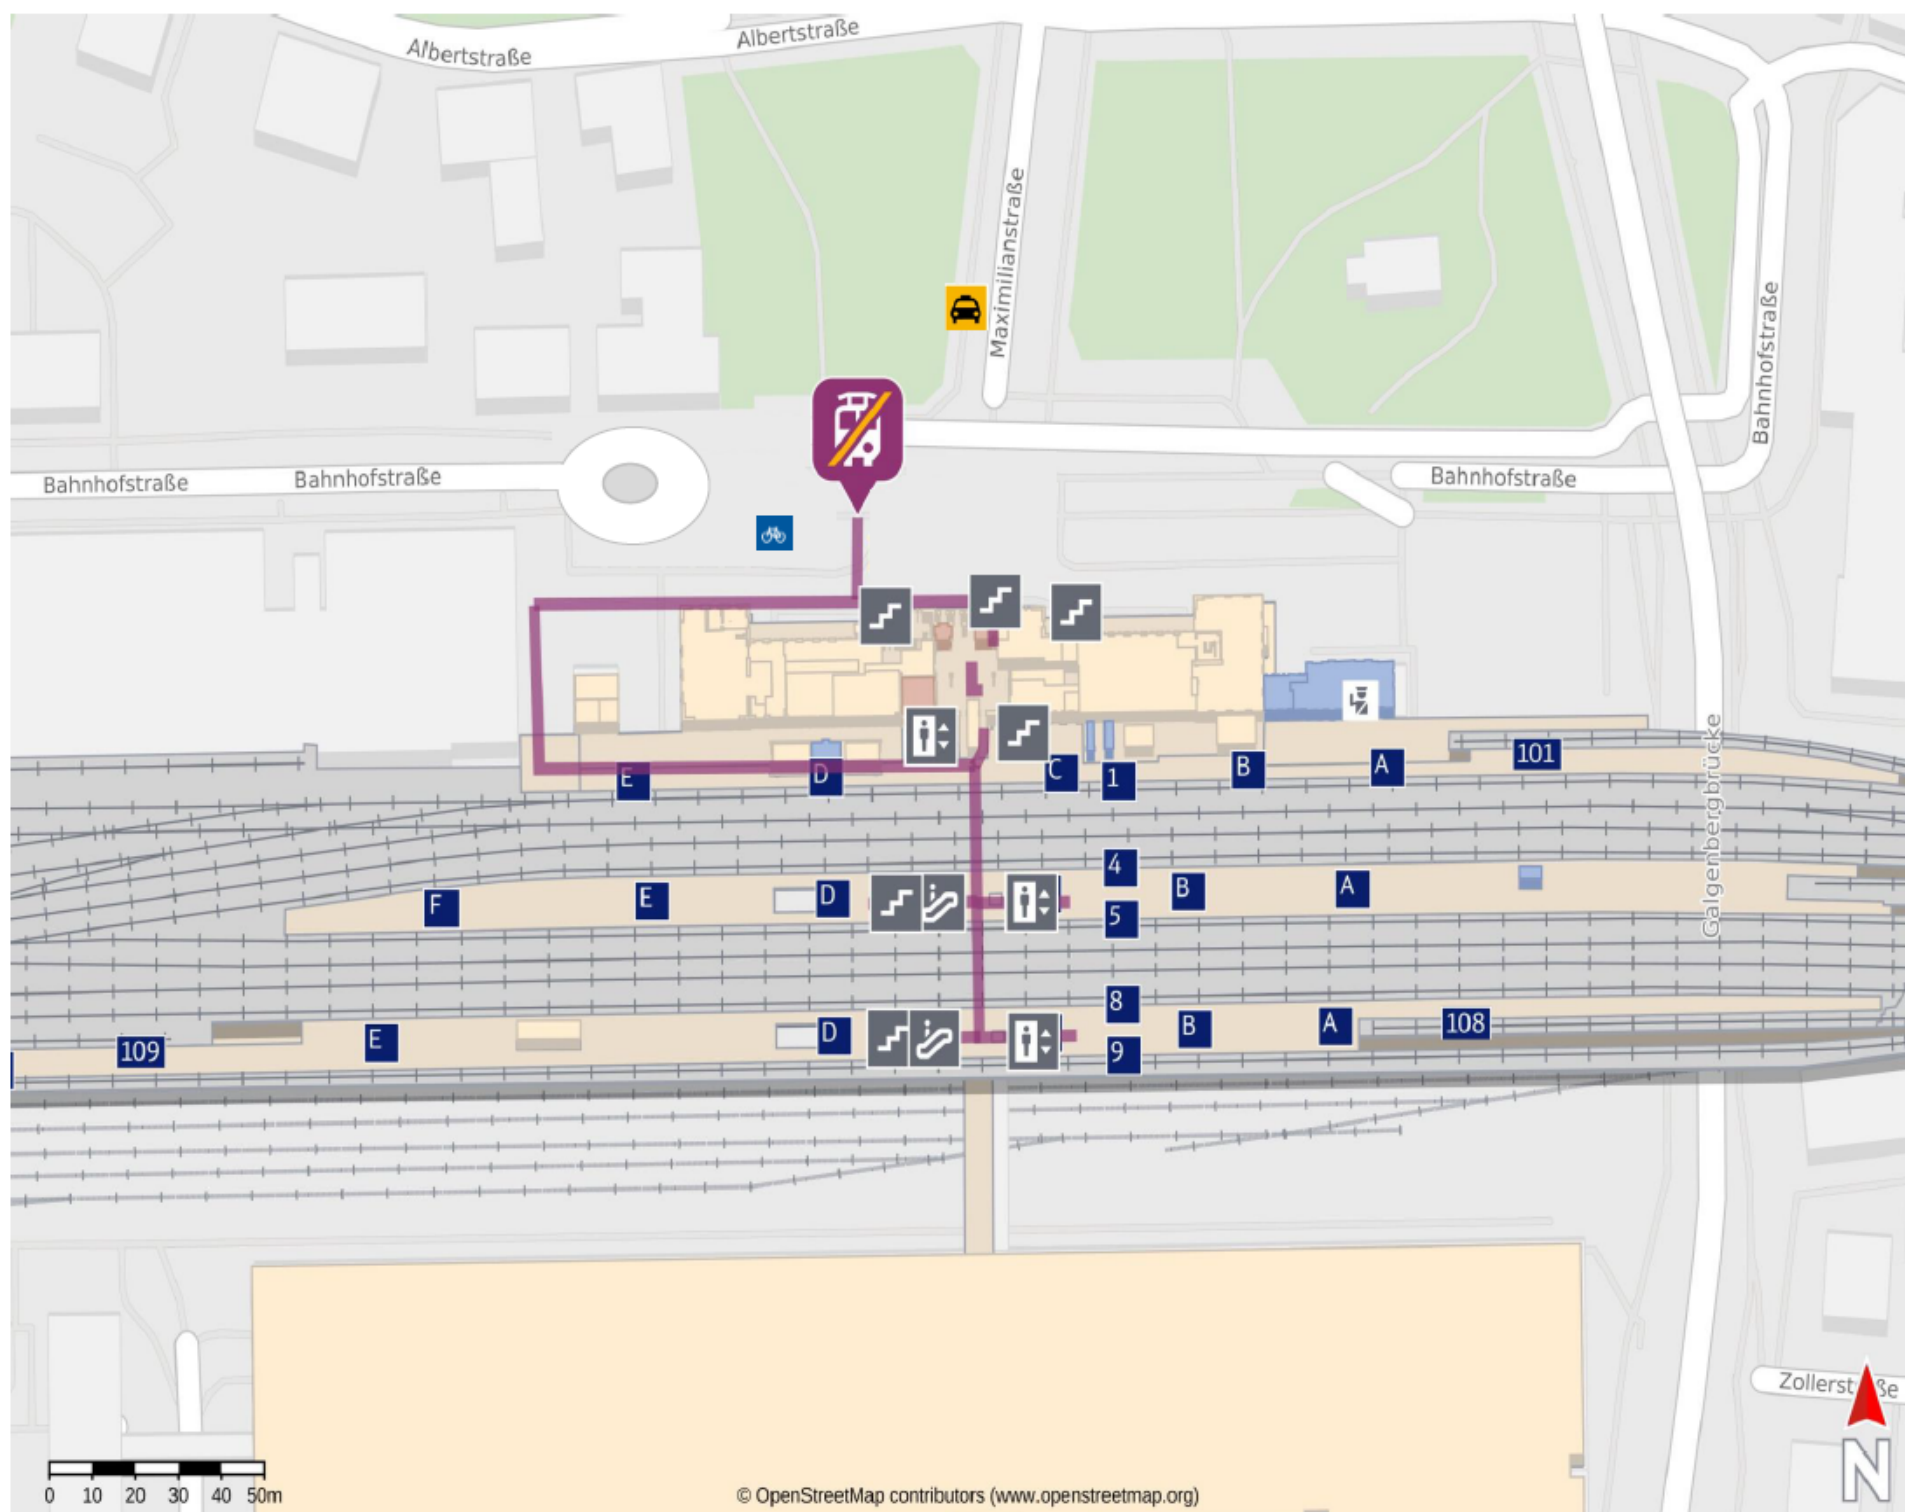 Albertstraße
Albertstraße
Maximilianstraße
Bahnhofstraße
Bahnhofstraße
Bahnhofstraße
Bahnhofstraße
Galgenbergbrücke
E
D
C
1
B
A
101
4
F
E
D
B
A
5
8
109
E
D
B
A
108
9
Zollerst ße
N
0 10 20 30 40 50m
© OpenStreetMap contributors (www.openstreetmap.org)